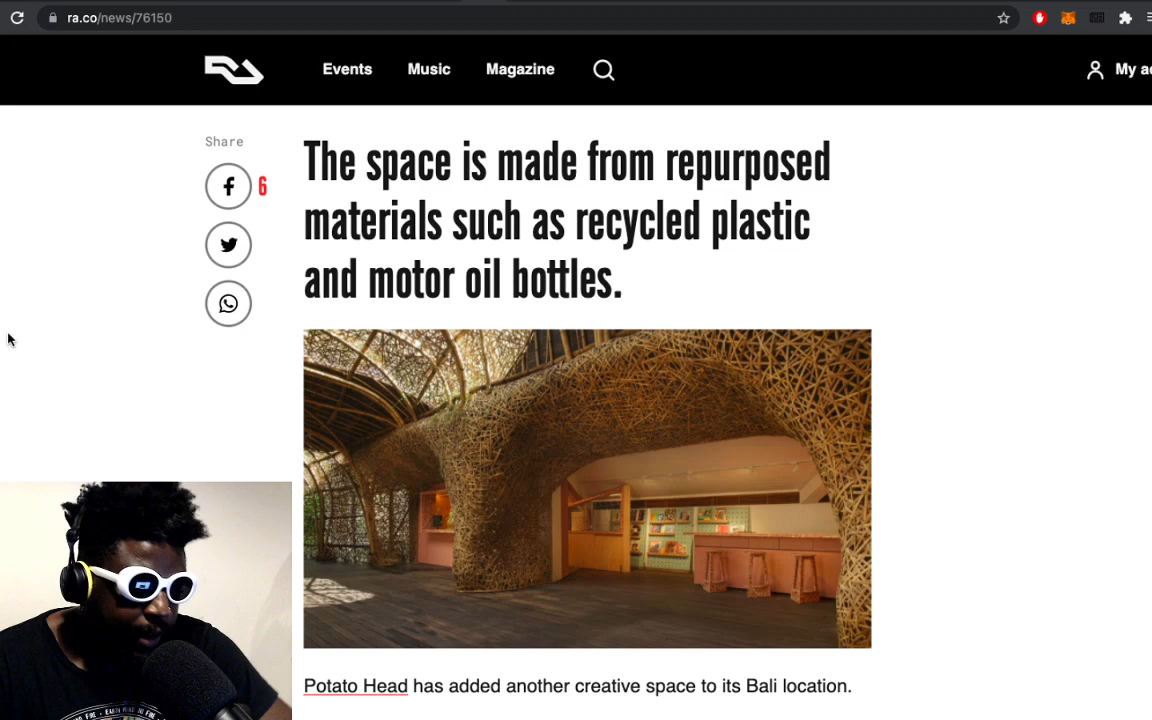 ra.co/news/76150
Events Music Magazine My ac
Share
6
The space is made from repurposed
materials such as recycled plastic
and motor oil bottles.
Potato Head has added another creative space to its Bali location.